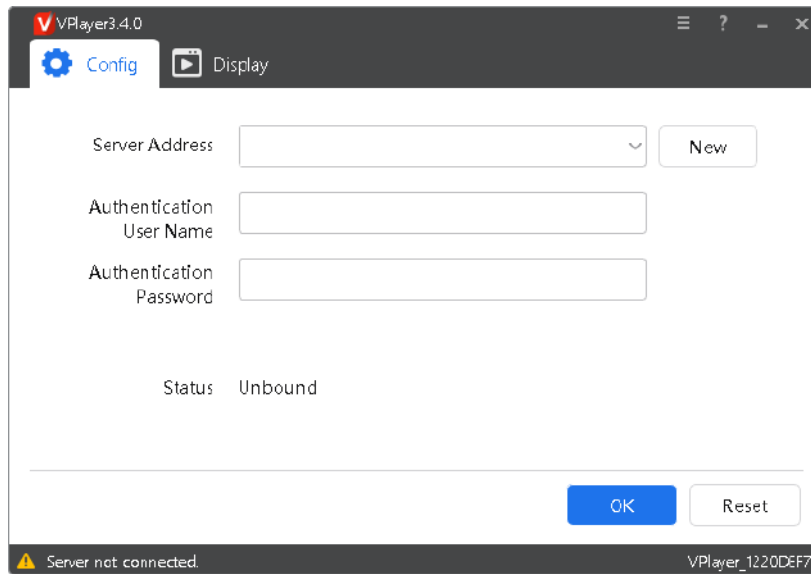 VPlayer3.4.0
Config
Display
Server Address
New
Authentication
User Name
Authentication
Password
Status Unbound
OK
Reset
Server not connected.
VPlayer_1220DEF7